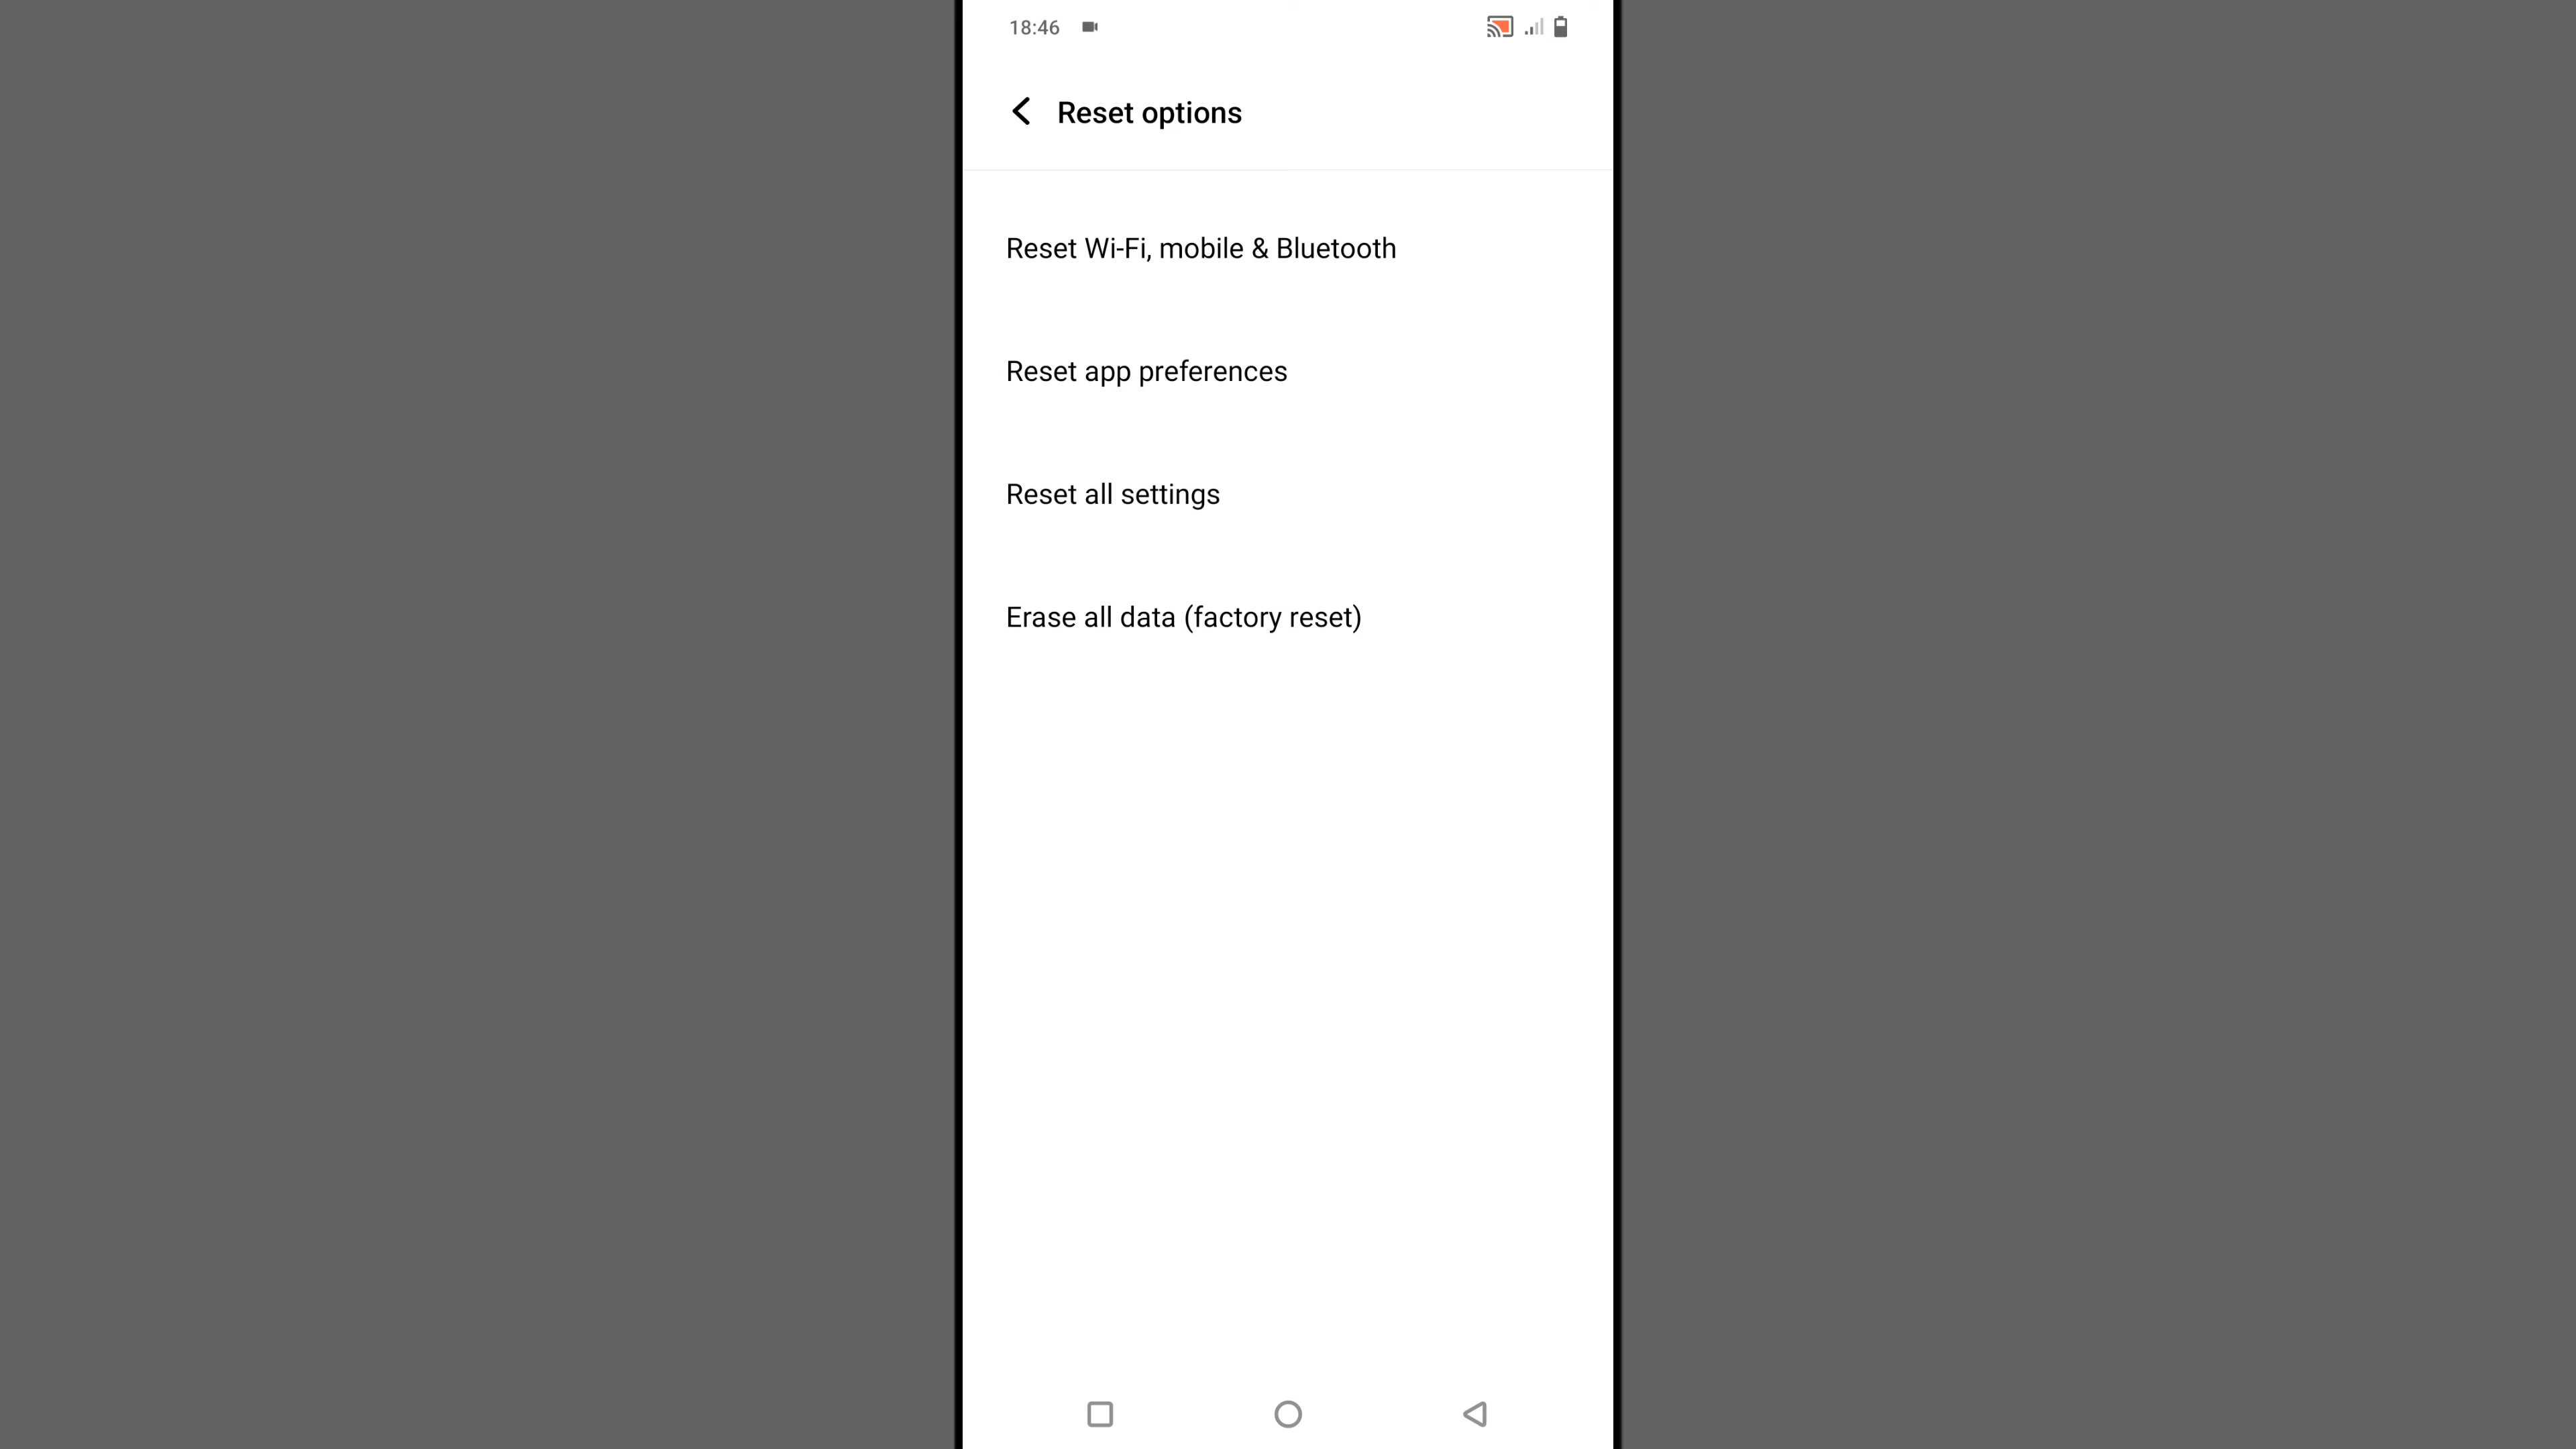 18:46
Reset options
Reset Wi-Fi, mobile & Bluetooth
Reset app preferences
Reset all settings
Erase all data (factory reset)